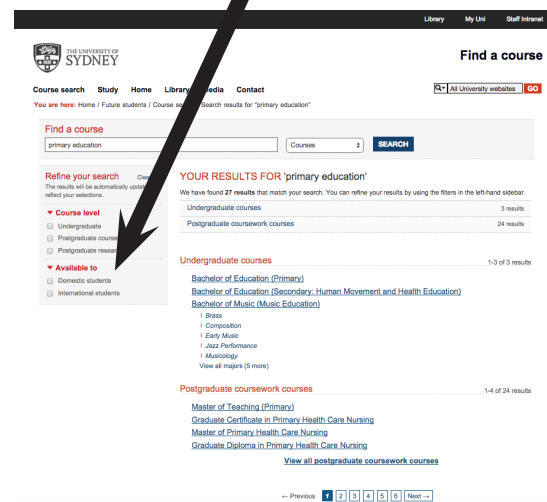 Library My Uni Staff Intranet
THE UNIVERSITY OF
SYDNEY
Find a course
Course search Study Home Library Media Contact
All University websites GO
You are here: Home / Future students / Course search / Search results for "primary education"
Find a course
primary education Courses SEARCH
Refine your search Clear
The results will be automatically updated
reflect your selections.
Course level
Undergraduate
Postgraduate course
Postgraduate research
Available to
Domestic students
International students
YOUR RESULTS FOR 'primary education'
We have found 27 results that match your search. You can refine your results by using the filters in the left-hand sidebar.
Undergraduate courses 3 results
Postgraduate coursework courses 24 results
Undergraduate courses 1-3 of 3 results
Bachelor of Education (Primary)
Bachelor of Education (Secondary: Human Movement and Health Education)
Bachelor of Music (Music Education)
Brass
Composition
Early Music
Jazz Performance
Musicology
View all majors (5 more)
Postgraduate coursework courses 1-4 of 24 results
Master of Teaching (Primary)
Graduate Certificate in Primary Health Care Nursing
Master of Primary Health Care Nursing
Graduate Diploma in Primary Health Care Nursing
View all postgraduate coursework courses
← Previous 1 2 3 4 5 6 Next →